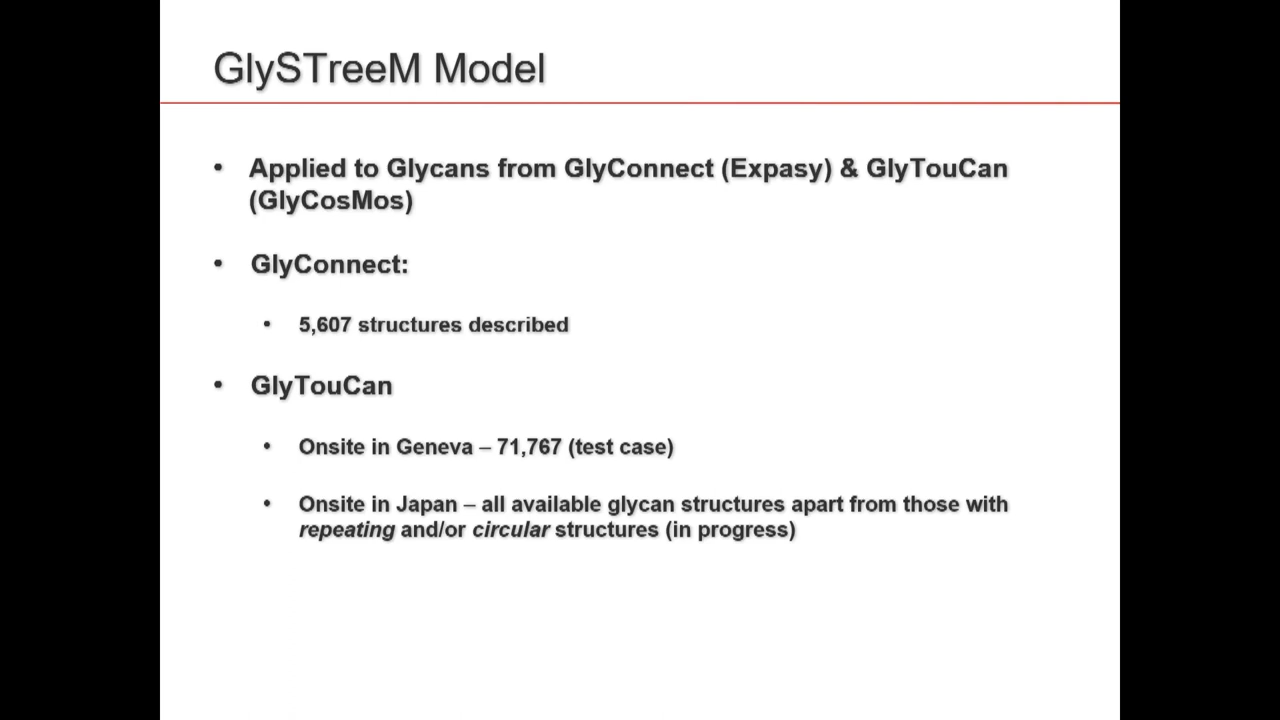 GlySTreeM Model
• Applied to Glycans from GlyConnect (Expasy) & GlyTouCan
(GlyCosMos)
• GlyConnect:
• 5,607 structures described
• GlyTouCan
• Onsite in Geneva – 71,767 (test case)
• Onsite in Japan – all available glycan structures apart from those with
repeating and/or circular structures (in progress)